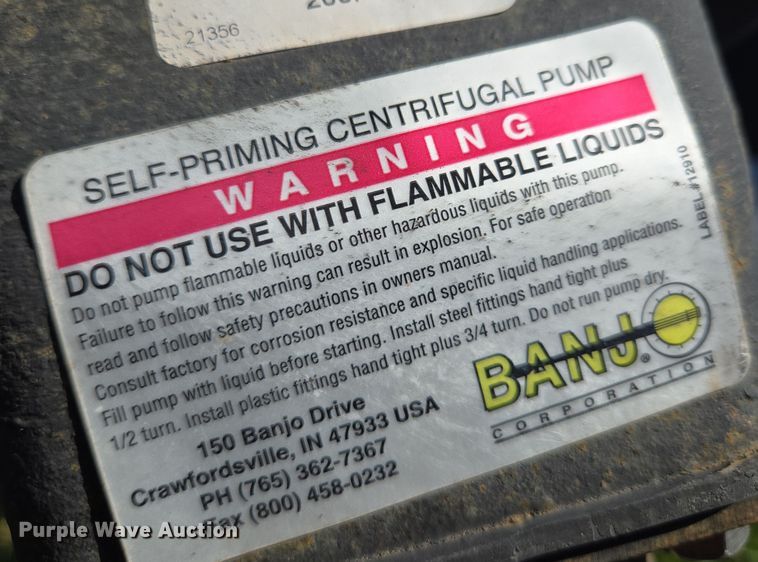 21356
SELF-PRIMING CENTRIFUGAL PUMP
WARNING
DO NOT USE WITH FLAMMABLE LIQUIDS
Do not pump flammable liquids or other hazardous liquids with this pump.
Failure to follow this warning can result in explosion. For safe operation
read and follow safety precautions in owners manual.
Consult factory for corrosion resistance and specific liquid handling applications.
Fill pump with liquid before starting. Install steel fittings hand tight plus
1/2 turn. Install plastic fittings hand tight plus 3/4 turn. Do not run pump dry.
150 Banjo Drive
Crawfordsville, IN 47933 USA
PH (765) 362-7367
Fax (800) 458-0232
BANJO®
CORPORATION
LABEL #12910
Purple Wave Auction